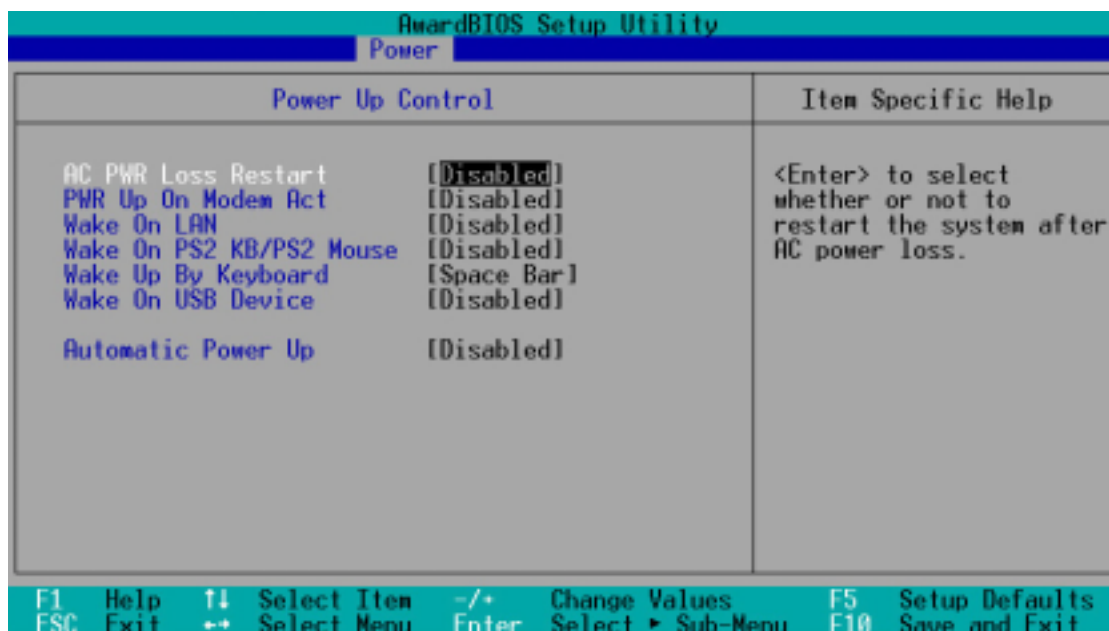 AwardBIOS Setup Utility
Power
Power Up Control
Item Specific Help
AC PWR Loss Restart [Disabled]
PWR Up On Modem Act [Disabled]
Wake On LAN [Disabled]
Wake On PS2 KB/PS2 Mouse [Disabled]
Wake Up By Keyboard [Space Bar]
Wake On USB Device [Disabled]
Automatic Power Up [Disabled]
<Enter> to select
whether or not to
restart the system after
AC power loss.
F1 Help ↑↓ Select Item -/+ Change Values F5 Setup Defaults
ESC Exit ←→ Select Menu Enter Select ► Sub-Menu F10 Save and Exit